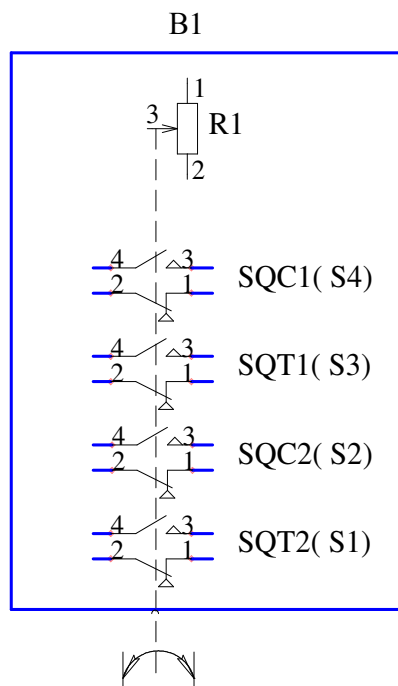 B1
1
3 R1
2
4 3
2 1 SQC1( S4)
4 3
2 1 SQT1( S3)
4 3
2 1 SQC2( S2)
4 3
2 1 SQT2( S1)